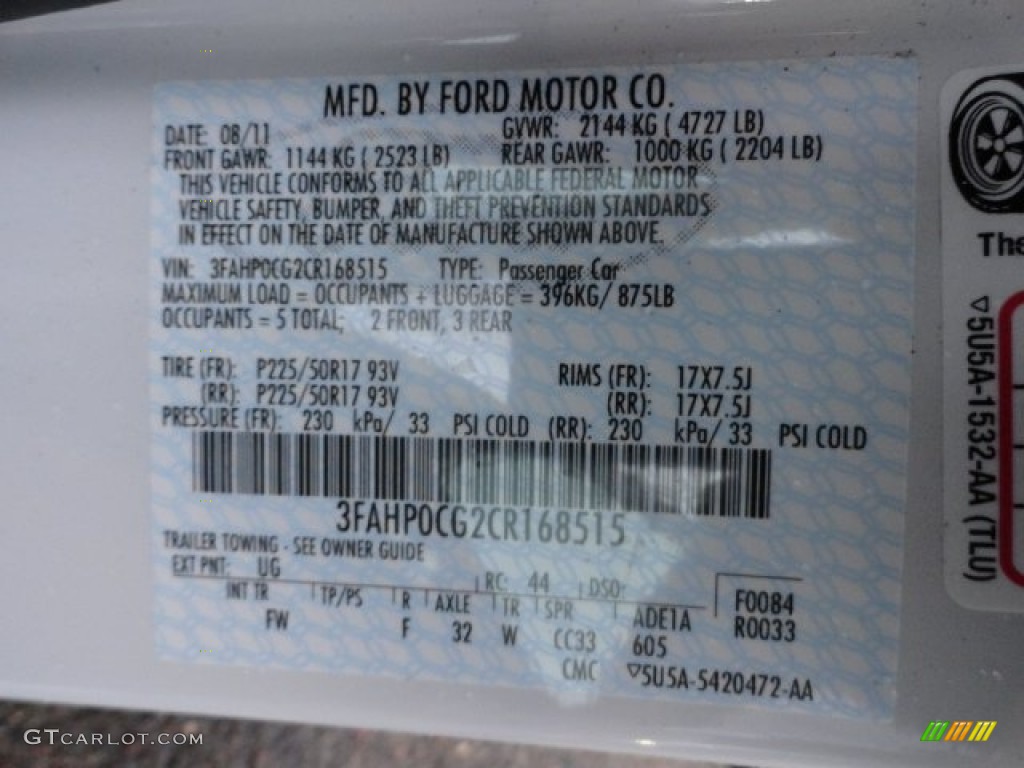 MFD. BY FORD MOTOR CO.
DATE: 08/11 GVWR: 2144 KG ( 4727 LB)
FRONT GAWR: 1144 KG ( 2523 LB) REAR GAWR: 1000 KG ( 2204 LB)
THIS VEHICLE CONFORMS TO ALL APPLICABLE FEDERAL MOTOR
VEHICLE SAFETY, BUMPER, AND THEFT PREVENTION STANDARDS
IN EFFECT ON THE DATE OF MANUFACTURE SHOWN ABOVE.
VIN: 3FAHP0CG2CR168515 TYPE: Passenger Car
MAXIMUM LOAD = OCCUPANTS + LUGGAGE = 396KG/ 875LB
OCCUPANTS = 5 TOTAL; 2 FRONT, 3 REAR
TIRE (FR): P225/50R17 93V RIMS (FR): 17X7.5J
(RR): P225/50R17 93V (RR): 17X7.5J
PRESSURE (FR): 230 kPa/ 33 PSI COLD (RR): 230 kPa/ 33 PSI COLD
3FAHP0CG2CR168515
TRAILER TOWING - SEE OWNER GUIDE
EXT PNT: UG RC: 44 DSO:
INT TR TP/PS R AXLE TR SPR ADE1A F0084
FW F 32 W CC33 605 R0033
CMC ▽5U5A-5420472-AA
The
▽5U5A-1532-AA (TLU)
GTCARLOT.COM